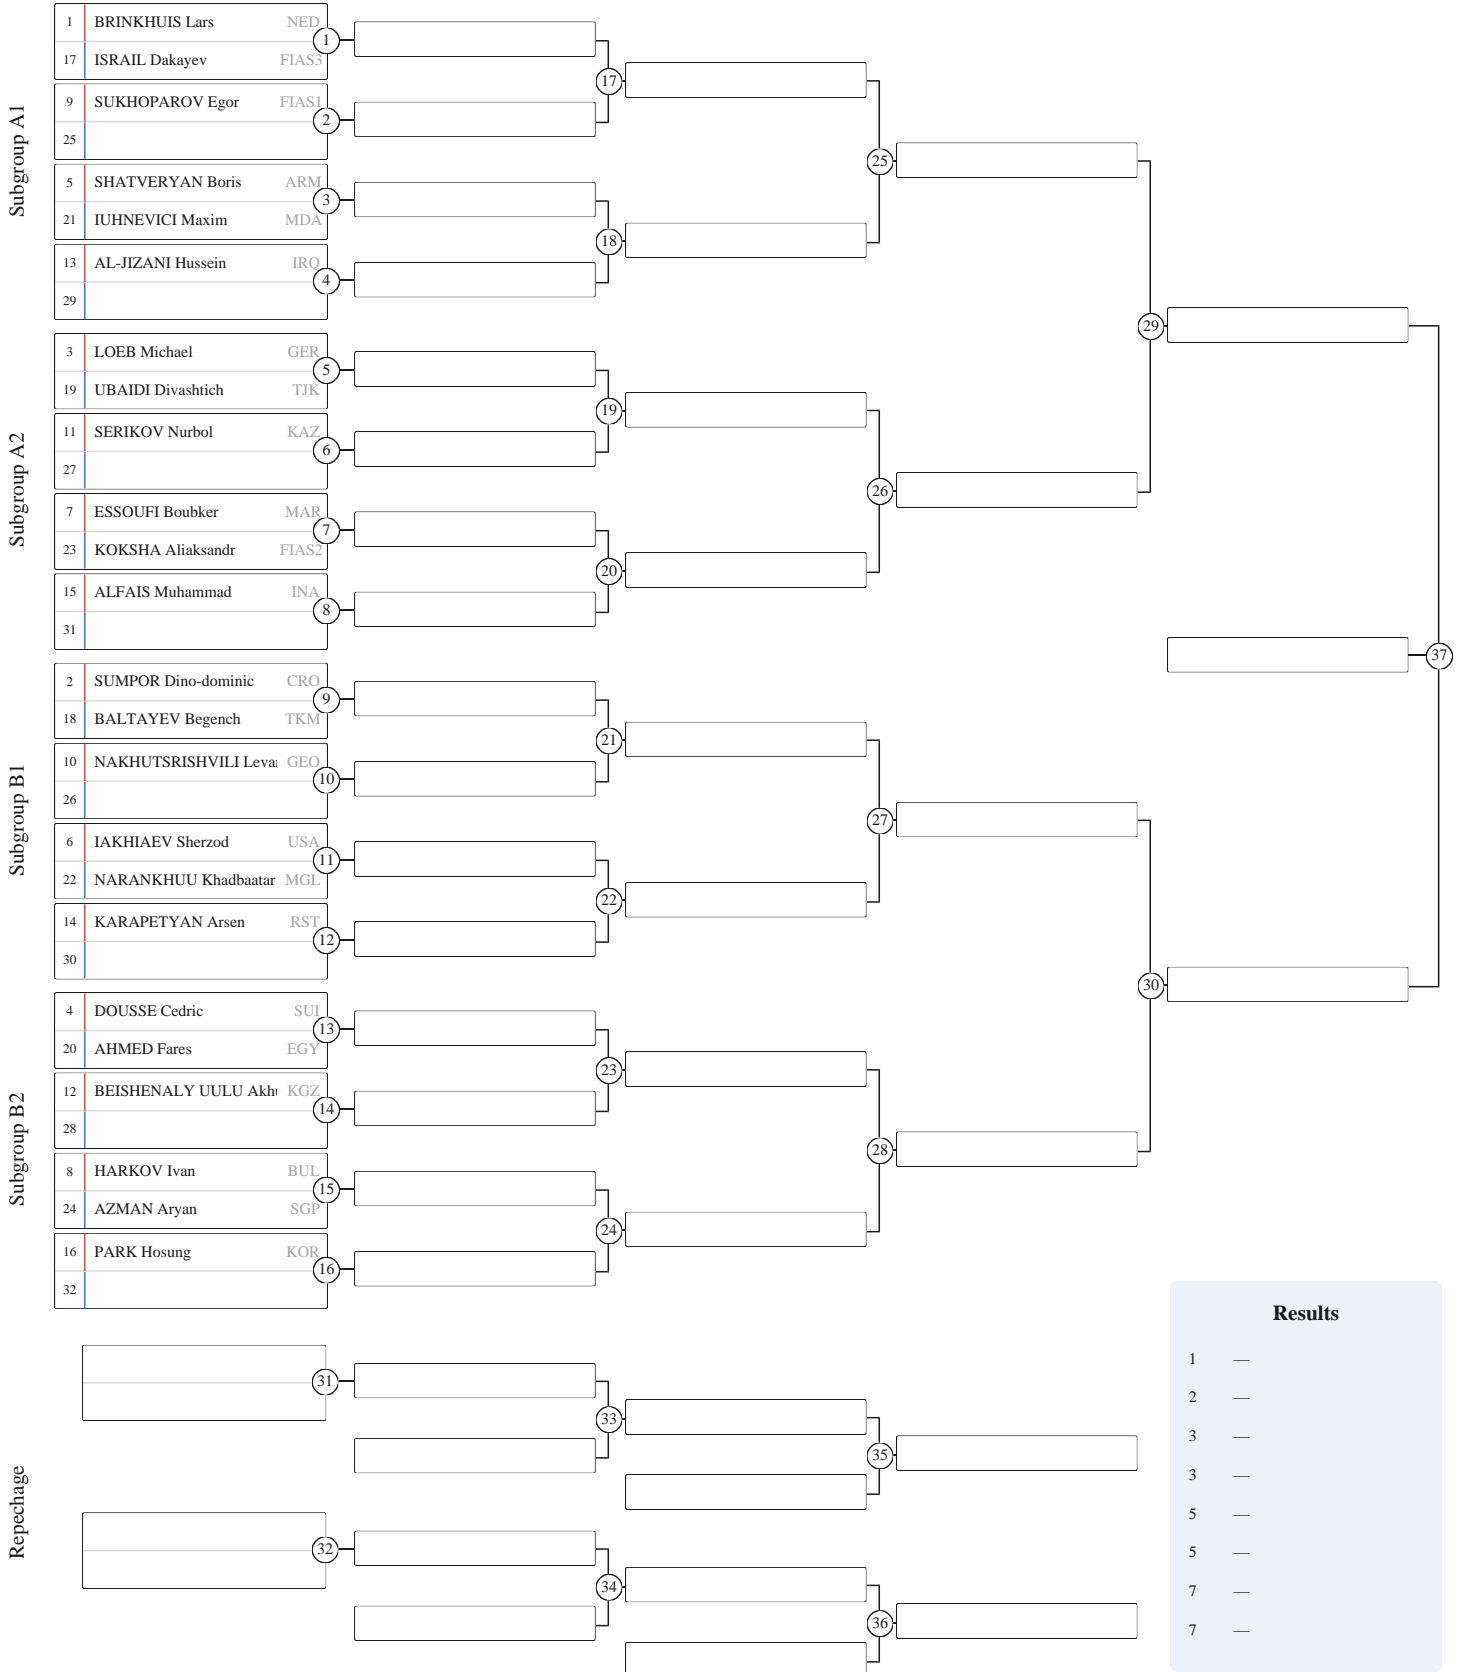 Subgroup A1
1 BRINKHUIS Lars NED
17 ISRAIL Dakayev FIAS3
1
9 SUKHOPAROV Egor FIAS1
25
2
5 SHATVERYAN Boris ARM
21 IUHNEVICI Maxim MDA
3
13 AL-JIZANI Hussein IRQ
29
4
17
18
25
Subgroup A2
3 LOEB Michael GER
19 UBAIDI Divashtich TJK
5
11 SERIKOV Nurbol KAZ
27
6
7 ESSOUFI Boubker MAR
23 KOKSHA Aliaksandr FIAS2
7
15 ALFAIS Muhammad INA
31
8
19
20
26
29
Subgroup B1
2 SUMPOR Dino-dominic CRO
18 BALTAYEV Begench TKM
9
10 NAKHUTSRISHVILI Leva GEO
26
10
6 IAKHIAEV Sherzod USA
22 NARANKHUU Khadbaatar MGL
11
14 KARAPETYAN Arsen RST
30
12
21
22
27
Subgroup B2
4 DOUSSE Cedric SUI
20 AHMED Fares EGY
13
12 BEISHENALY UULU Akh KGZ
28
14
8 HARKOV Ivan BUL
24 AZMAN Aryan SGP
15
16 PARK Hosung KOR
32
16
23
24
28
30
37
Repechage
31
32
33
34
35
36
Results
1 —
2 —
3 —
3 —
5 —
5 —
7 —
7 —